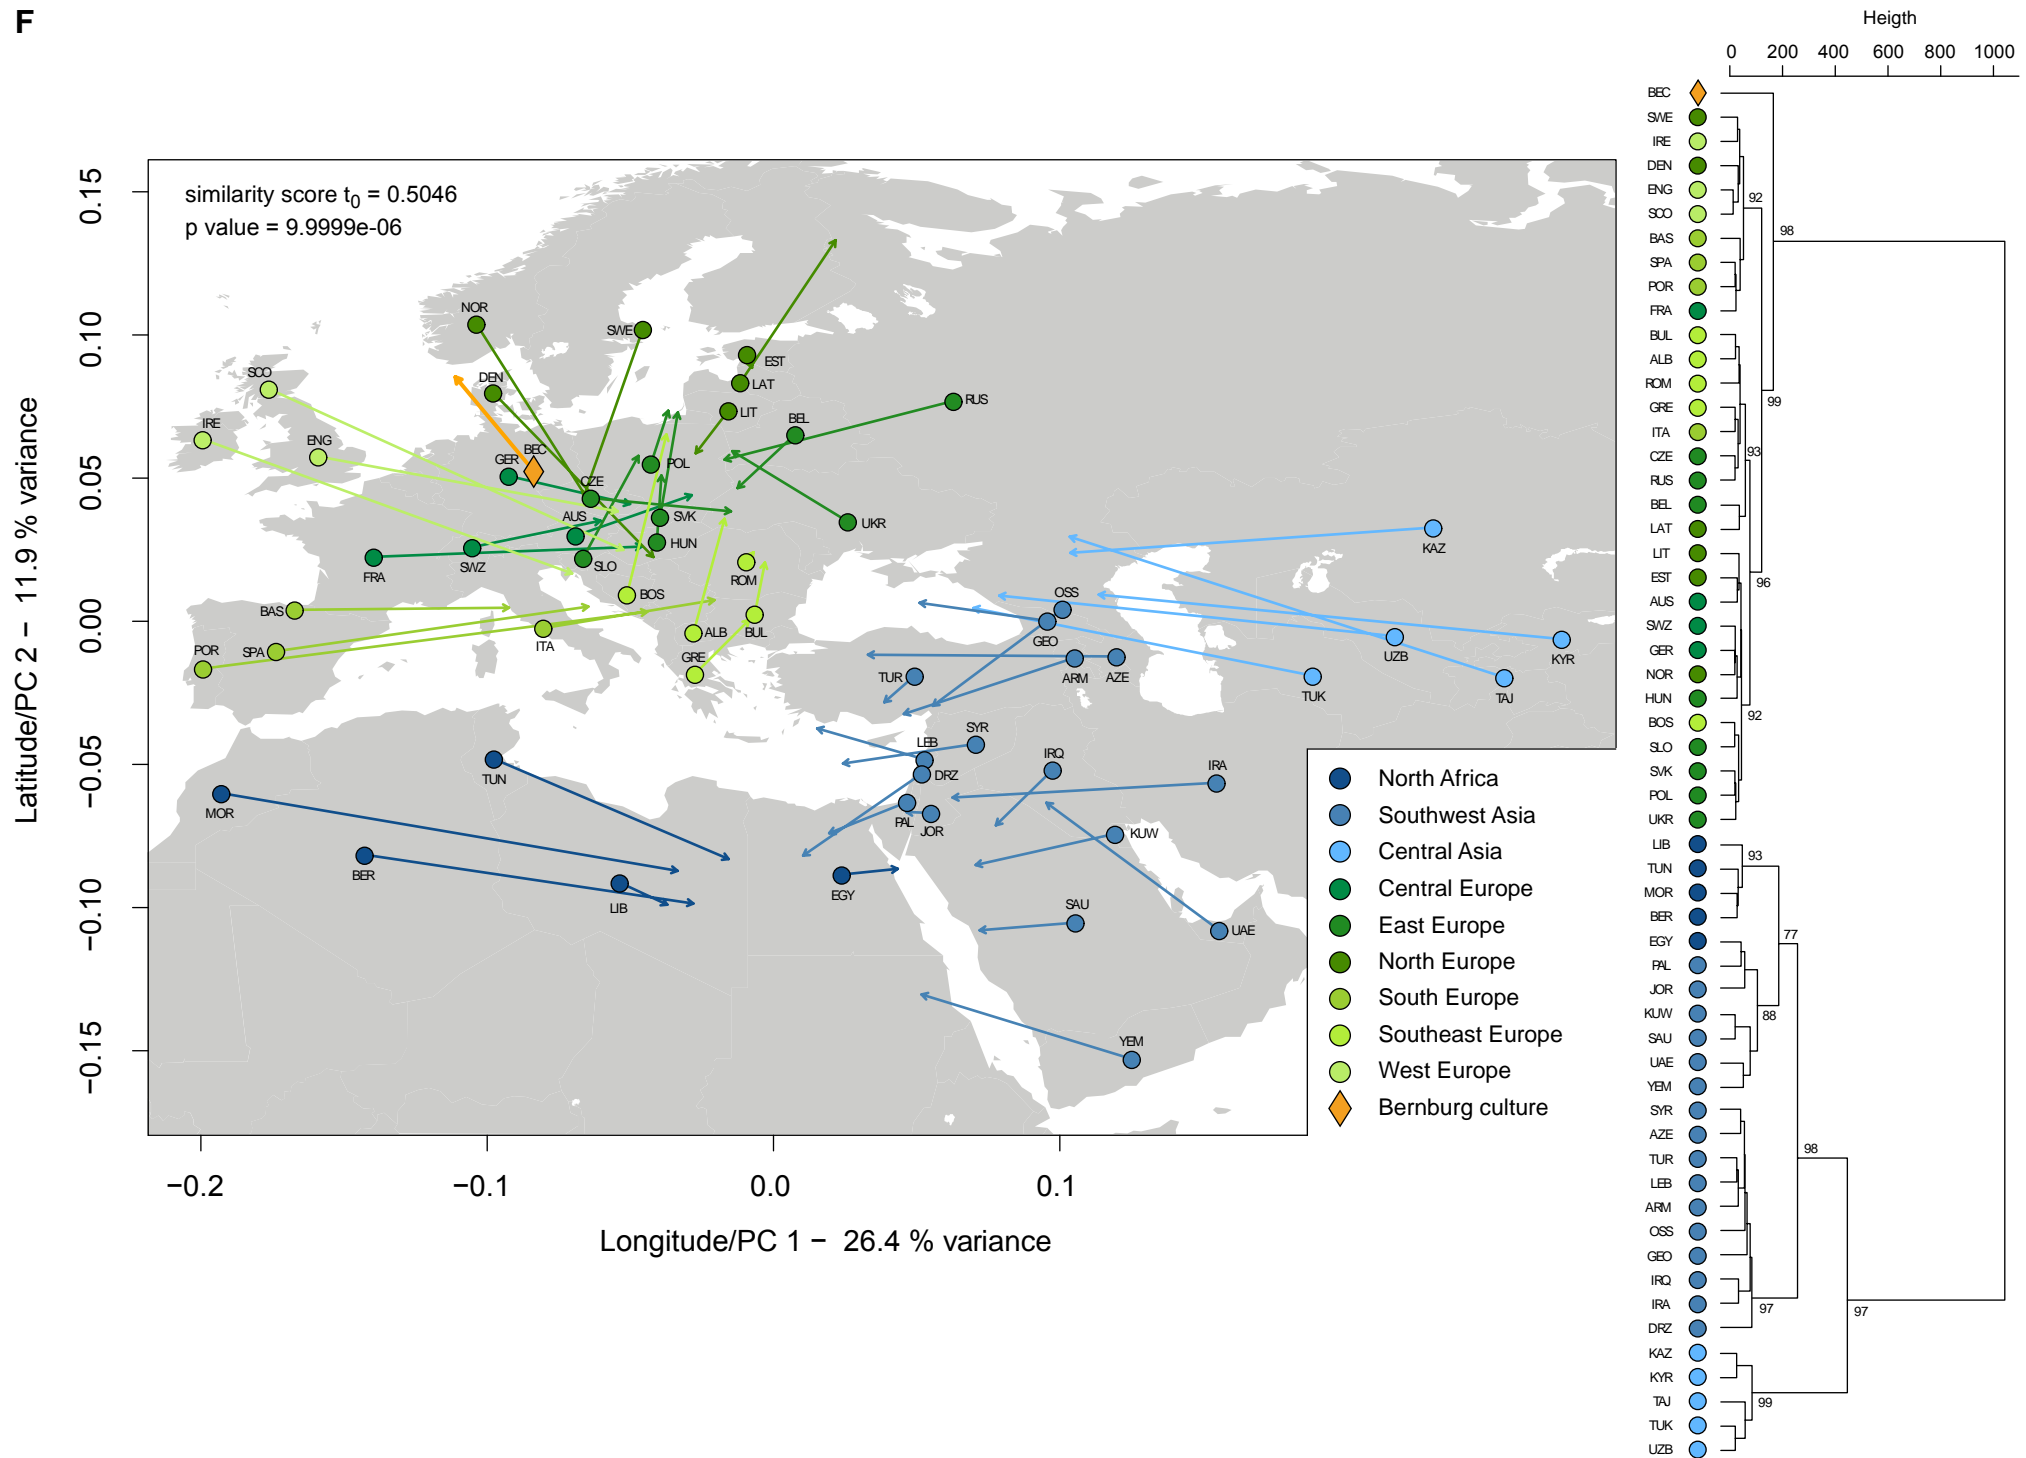 F
Heigth
0 200 400 600 800 1000
similarity score t0 = 0.5046
p value = 9.9999e-06
Latitude/PC 2 − 11.9 % variance
0.15
0.10
0.05
0.00
−0.05
−0.10
−0.15
−0.2 −0.1 0.0 0.1
Longitude/PC 1 − 26.4 % variance
NOR
SWE
EST
SCO
DEN
LAT
RUS
IRE
LIT
BEL
ENG
BEC
GER
POL
CZE
AUS
SVK
UKR
KAZ
HUN
FRA
SWZ
SLO
ROM
BOS
OSS
BAS
GEO
UZB
KYR
POR
SPA
ITA
ALB
BUL
GRE
TUR
ARM
AZE
TUK
TAJ
SYR
LEB
IRQ
IRA
TUN
DRZ
MOR
PAL
JOR
KUW
BER
EGY
LIB
SAU
UAE
YEM
North Africa
Southwest Asia
Central Asia
Central Europe
East Europe
North Europe
South Europe
Southeast Europe
West Europe
Bernburg culture
BEC
SWE
IRE
DEN
ENG
SCO
BAS
SPA
POR
FRA
BUL
ALB
ROM
GRE
ITA
CZE
RUS
BEL
LAT
LIT
EST
AUS
SWZ
GER
NOR
HUN
BOS
SLO
SVK
POL
UKR
LIB
TUN
MOR
BER
EGY
PAL
JOR
KUW
SAU
UAE
YEM
SYR
AZE
TUR
LEB
ARM
OSS
GEO
IRQ
IRA
DRZ
KAZ
KYR
TAJ
TUK
UZB
92
98
99
93
96
92
93
77
88
98
97
97
99